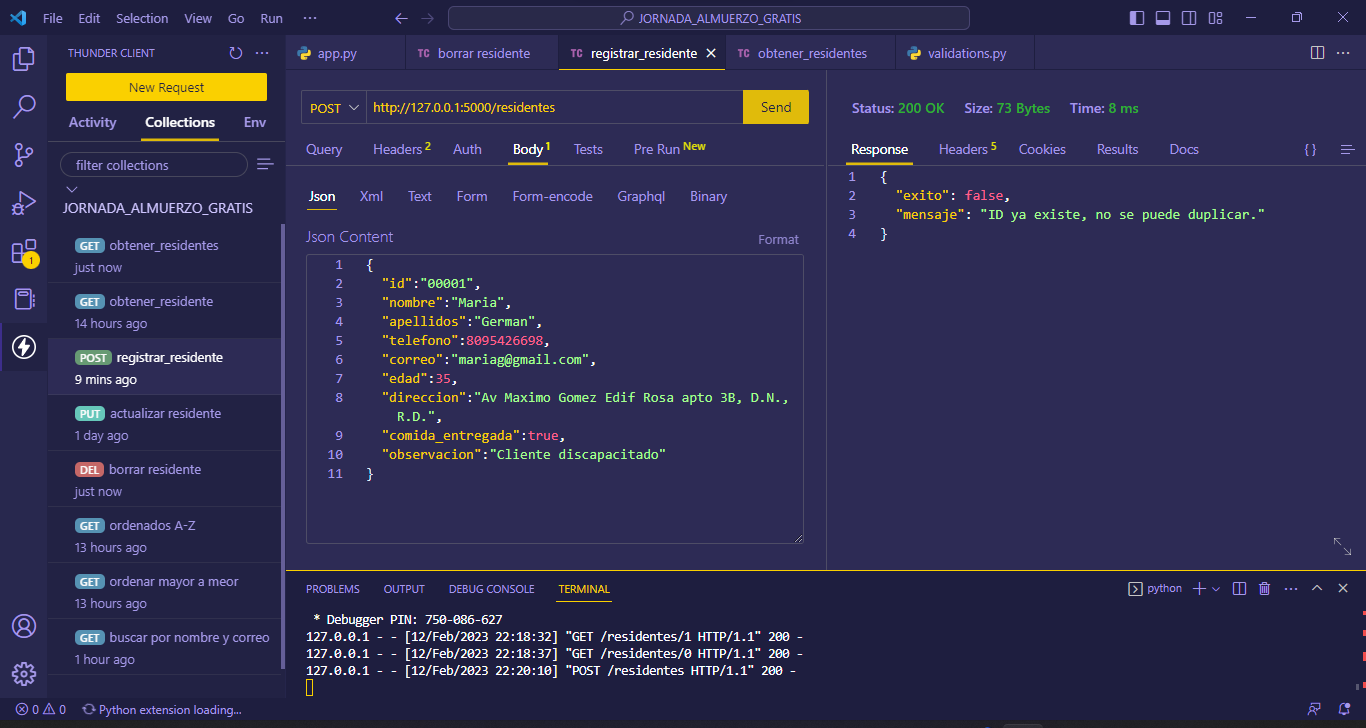 File Edit Selection View Go Run ··· JORNADA_ALMUERZO_GRATIS
THUNDER CLIENT
New Request
Activity Collections Env
filter collections
JORNADA_ALMUERZO_GRATIS
GET obtener_residentes
just now
GET obtener_residente
14 hours ago
POST registrar_residente
9 mins ago
PUT actualizar residente
1 day ago
DEL borrar residente
just now
GET ordenados A-Z
13 hours ago
GET ordenar mayor a meor
13 hours ago
GET buscar por nombre y correo
1 hour ago
1
app.py TC borrar residente TC registrar_residente TC obtener_residentes validations.py
POST http://127.0.0.1:5000/residentes Send
Query Headers 2 Auth Body 1 Tests Pre Run New
Json Xml Text Form Form-encode Graphql Binary
Json Content Format
1 {
2 "id":"00001",
3 "nombre":"Maria",
4 "apellidos":"German",
5 "telefono":8095426698,
6 "correo":"mariag@gmail.com",
7 "edad":35,
8 "direccion":"Av Maximo Gomez Edif Rosa apto 3B, D.N.,
R.D.",
9 "comida_entregada":true,
10 "observacion":"Cliente discapacitado"
11 }
Status: 200 OK Size: 73 Bytes Time: 8 ms
Response Headers 5 Cookies Results Docs { }
1 {
2 "exito": false,
3 "mensaje": "ID ya existe, no se puede duplicar."
4 }
PROBLEMS OUTPUT DEBUG CONSOLE TERMINAL python
* Debugger PIN: 750-086-627
127.0.0.1 - - [12/Feb/2023 22:18:32] "GET /residentes/1 HTTP/1.1" 200 -
127.0.0.1 - - [12/Feb/2023 22:18:37] "GET /residentes/0 HTTP/1.1" 200 -
127.0.0.1 - - [12/Feb/2023 22:20:10] "POST /residentes HTTP/1.1" 200 -
0 0 Python extension loading...